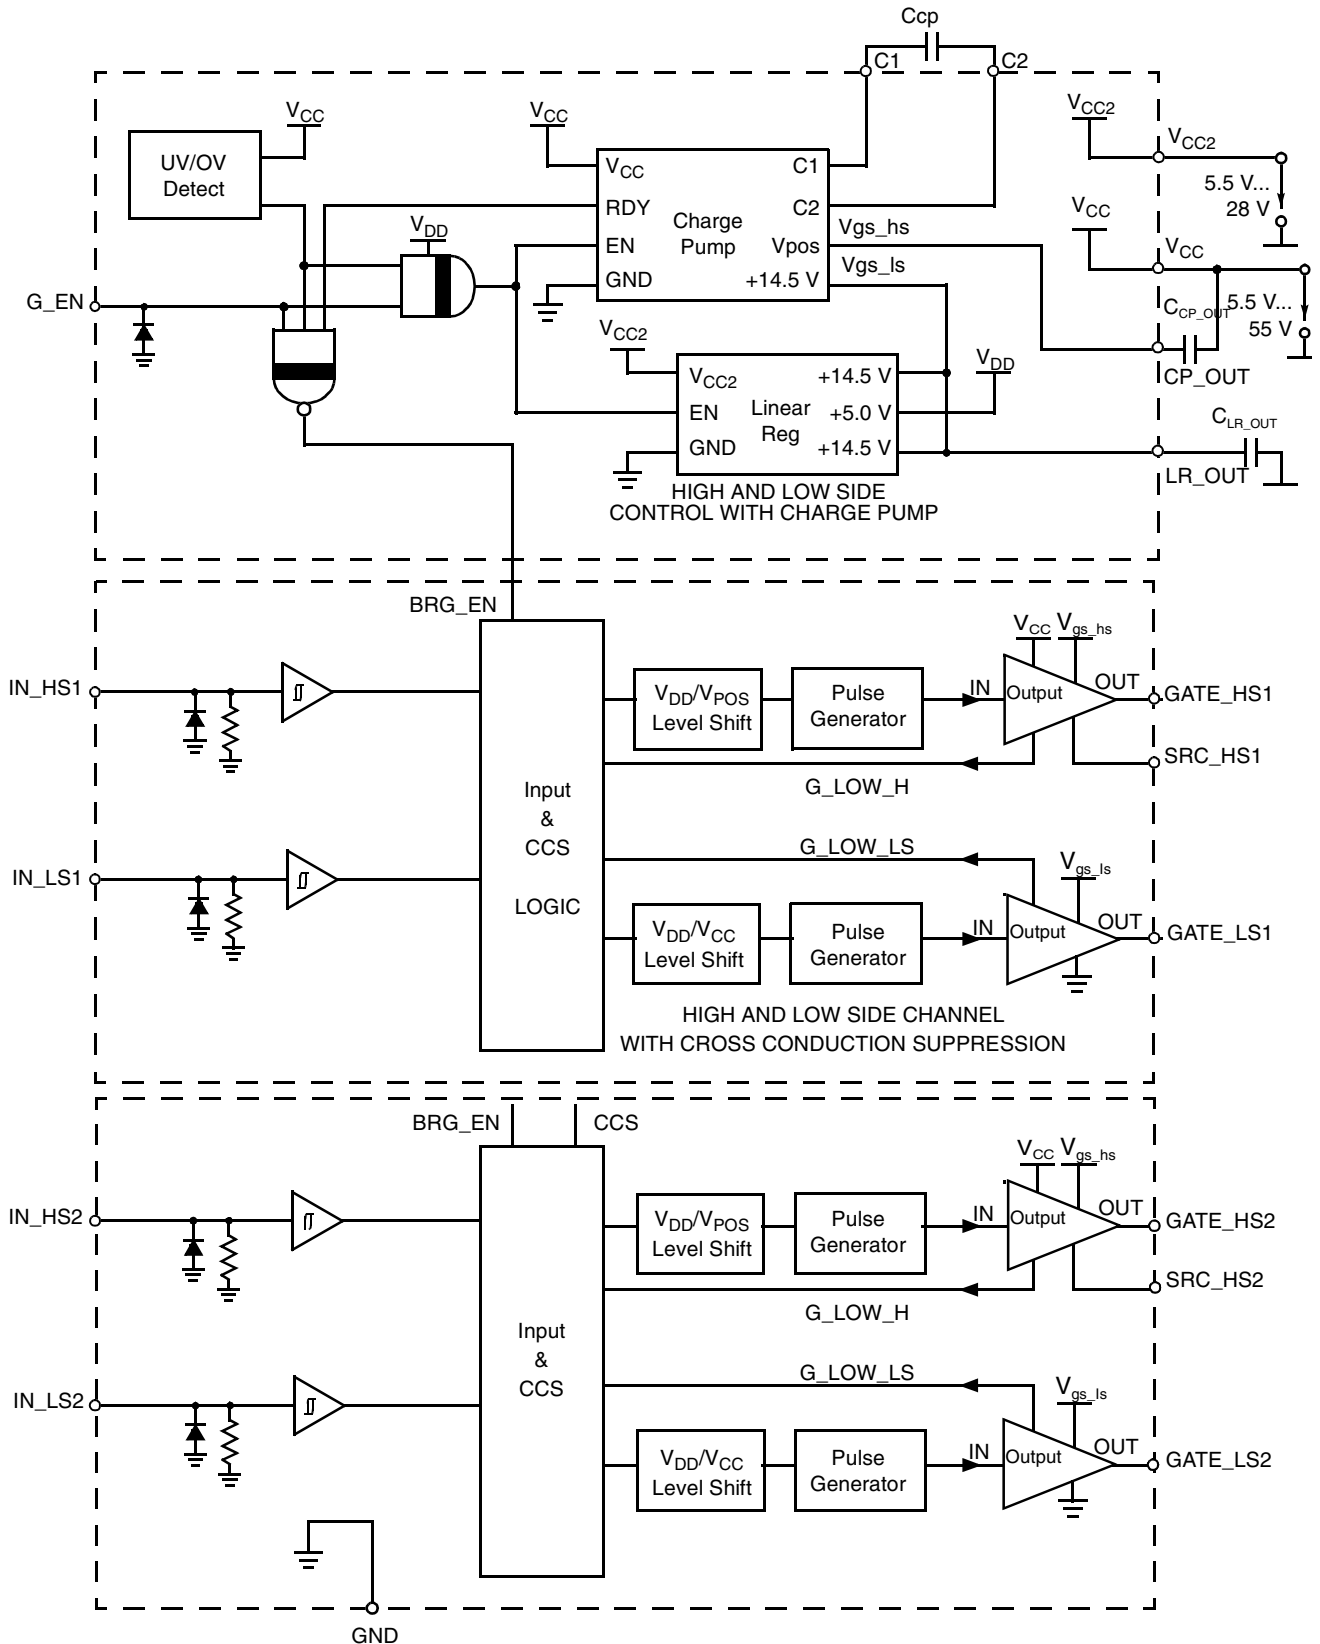 Ccp
C1
C2
VCC2
VCC2
5.5 V...
28 V
VCC
VCC
UV/OV
Detect
VCC
VCC
C1
RDY
Charge
Pump
C2
EN
Vpos
GND
+14.5 V
Vgs_hs
Vgs_ls
VDD
VCC
G_EN
CCP_OUT
5.5 V...
55 V
CP_OUT
VCC2
VDD
VCC2
+14.5 V
EN
Linear
Reg
+5.0 V
GND
+14.5 V
CLR_OUT
LR_OUT
HIGH AND LOW SIDE
CONTROL WITH CHARGE PUMP
BRG_EN
IN_HS1
VDD/VPOS
Level Shift
Pulse
Generator
IN
VCC
Vgs_hs
Output
OUT
GATE_HS1
SRC_HS1
G_LOW_H
Input
&
CCS
LOGIC
G_LOW_LS
IN_LS1
VDD/VCC
Level Shift
Pulse
Generator
IN
Vgs_ls
Output
OUT
GATE_LS1
HIGH AND LOW SIDE CHANNEL
WITH CROSS CONDUCTION SUPPRESSION
BRG_EN
CCS
IN_HS2
VDD/VPOS
Level Shift
Pulse
Generator
IN
VCC
Vgs_hs
Output
OUT
GATE_HS2
SRC_HS2
G_LOW_H
Input
&
CCS
G_LOW_LS
IN_LS2
VDD/VCC
Level Shift
Pulse
Generator
IN
Vgs_ls
Output
OUT
GATE_LS2
GND